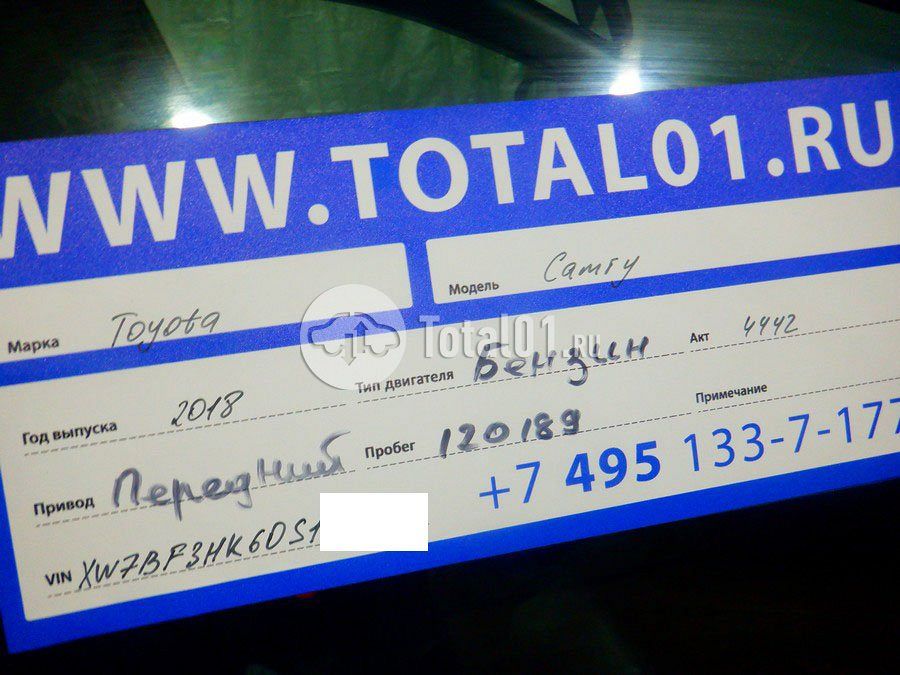 WWW.TOTAL01.RU
Марка Toyota Модель Camry
Total01.RU
Год выпуска 2018 Тип двигателя Бензин Акт 4442
Привод Передний Пробег 120189 Примечание
+7 495 133-7-177
VIN XW7BF3HK60S1